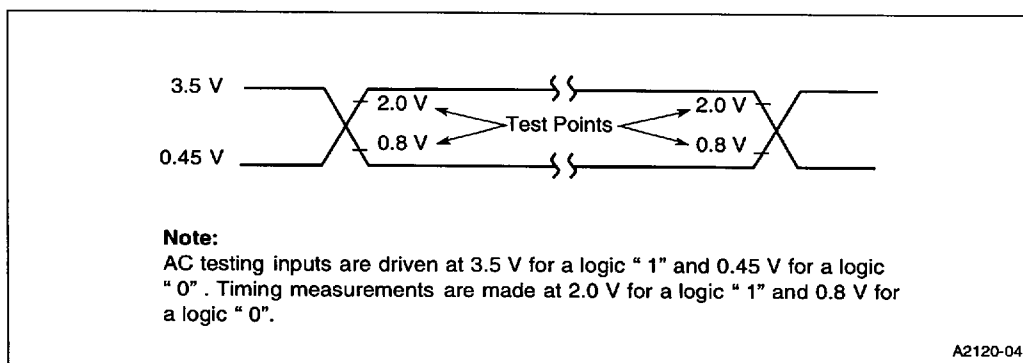 3.5 V
2.0 V
2.0 V
Test Points
0.8 V
0.8 V
0.45 V
Note:
AC testing inputs are driven at 3.5 V for a logic “ 1” and 0.45 V for a logic
“ 0” . Timing measurements are made at 2.0 V for a logic “ 1” and 0.8 V for
a logic “ 0”.
A2120-04